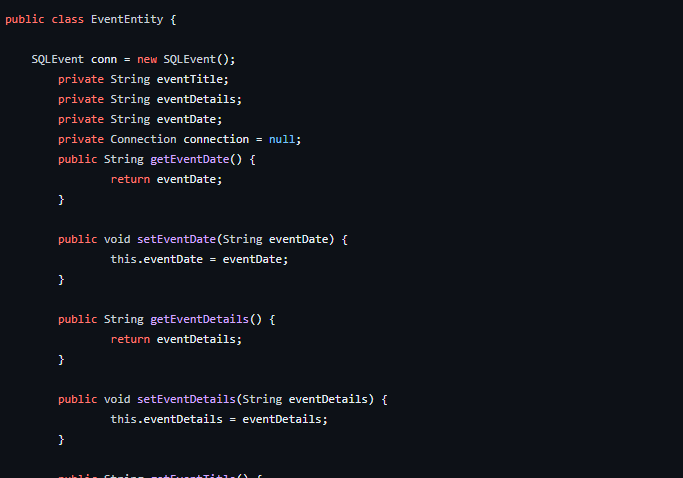 public class EventEntity {
SQLEvent conn = new SQLEvent();
private String eventTitle;
private String eventDetails;
private String eventDate;
private Connection connection = null;
public String getEventDate() {
return eventDate;
}
public void setEventDate(String eventDate) {
this.eventDate = eventDate;
}
public String getEventDetails() {
return eventDetails;
}
public void setEventDetails(String eventDetails) {
this.eventDetails = eventDetails;
}